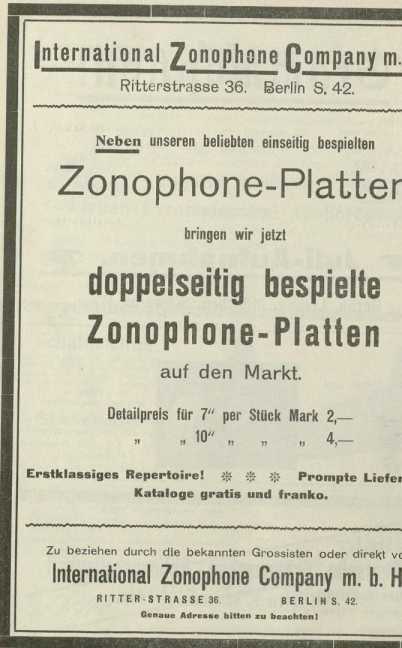 International Zonophone Company m.
Ritterstrasse 36. Berlin S. 42.
Neben unseren beliebten einseitig bespielten
Zonophone-Platten
bringen wir jetzt
doppelseitig bespielte
Zonophone-Platten
auf den Markt.
Detailpreis für 7" per Stück Mark 2,—
" " 10" " " " 4,—
Erstklassiges Repertoire! ❊ ❊ ❊ Prompte Liefer
Kataloge gratis und franko.
Zu beziehen durch die bekannten Grossisten oder direkt vo
International Zonophone Company m. b. H
RITTER-STRASSE 36. BERLIN S. 42.
Genaue Adresse bitten zu beachten!